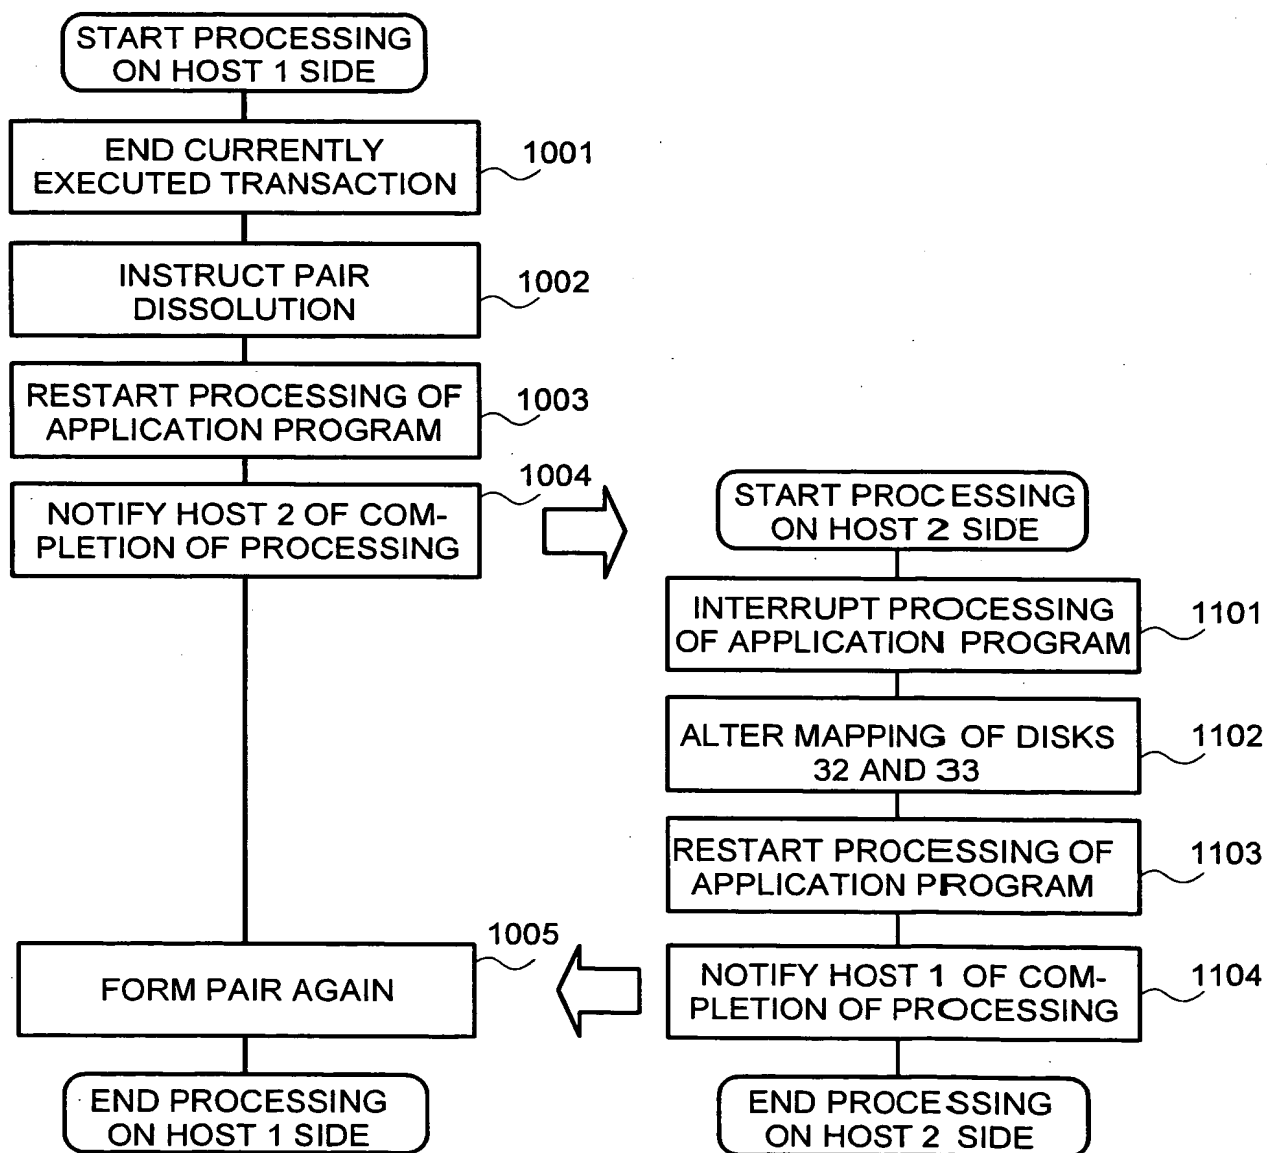 START PROCESSING
ON HOST 1 SIDE
END CURRENTLY
EXECUTED TRANSACTION
1001
INSTRUCT PAIR
DISSOLUTION
1002
RESTART PROCESSING OF
APPLICATION PROGRAM
1003
NOTIFY HOST 2 OF COM-
PLETION OF PROCESSING
1004
START PROCESSING
ON HOST 2 SIDE
INTERRUPT PROCESSING
OF APPLICATION PROGRAM
1101
ALTER MAPPING OF DISKS
32 AND 33
1102
RESTART PROCESSING OF
APPLICATION PROGRAM
1103
NOTIFY HOST 1 OF COM-
PLETION OF PROCESSING
1104
FORM PAIR AGAIN
1005
END PROCESSING
ON HOST 1 SIDE
END PROCESSING
ON HOST 2 SIDE